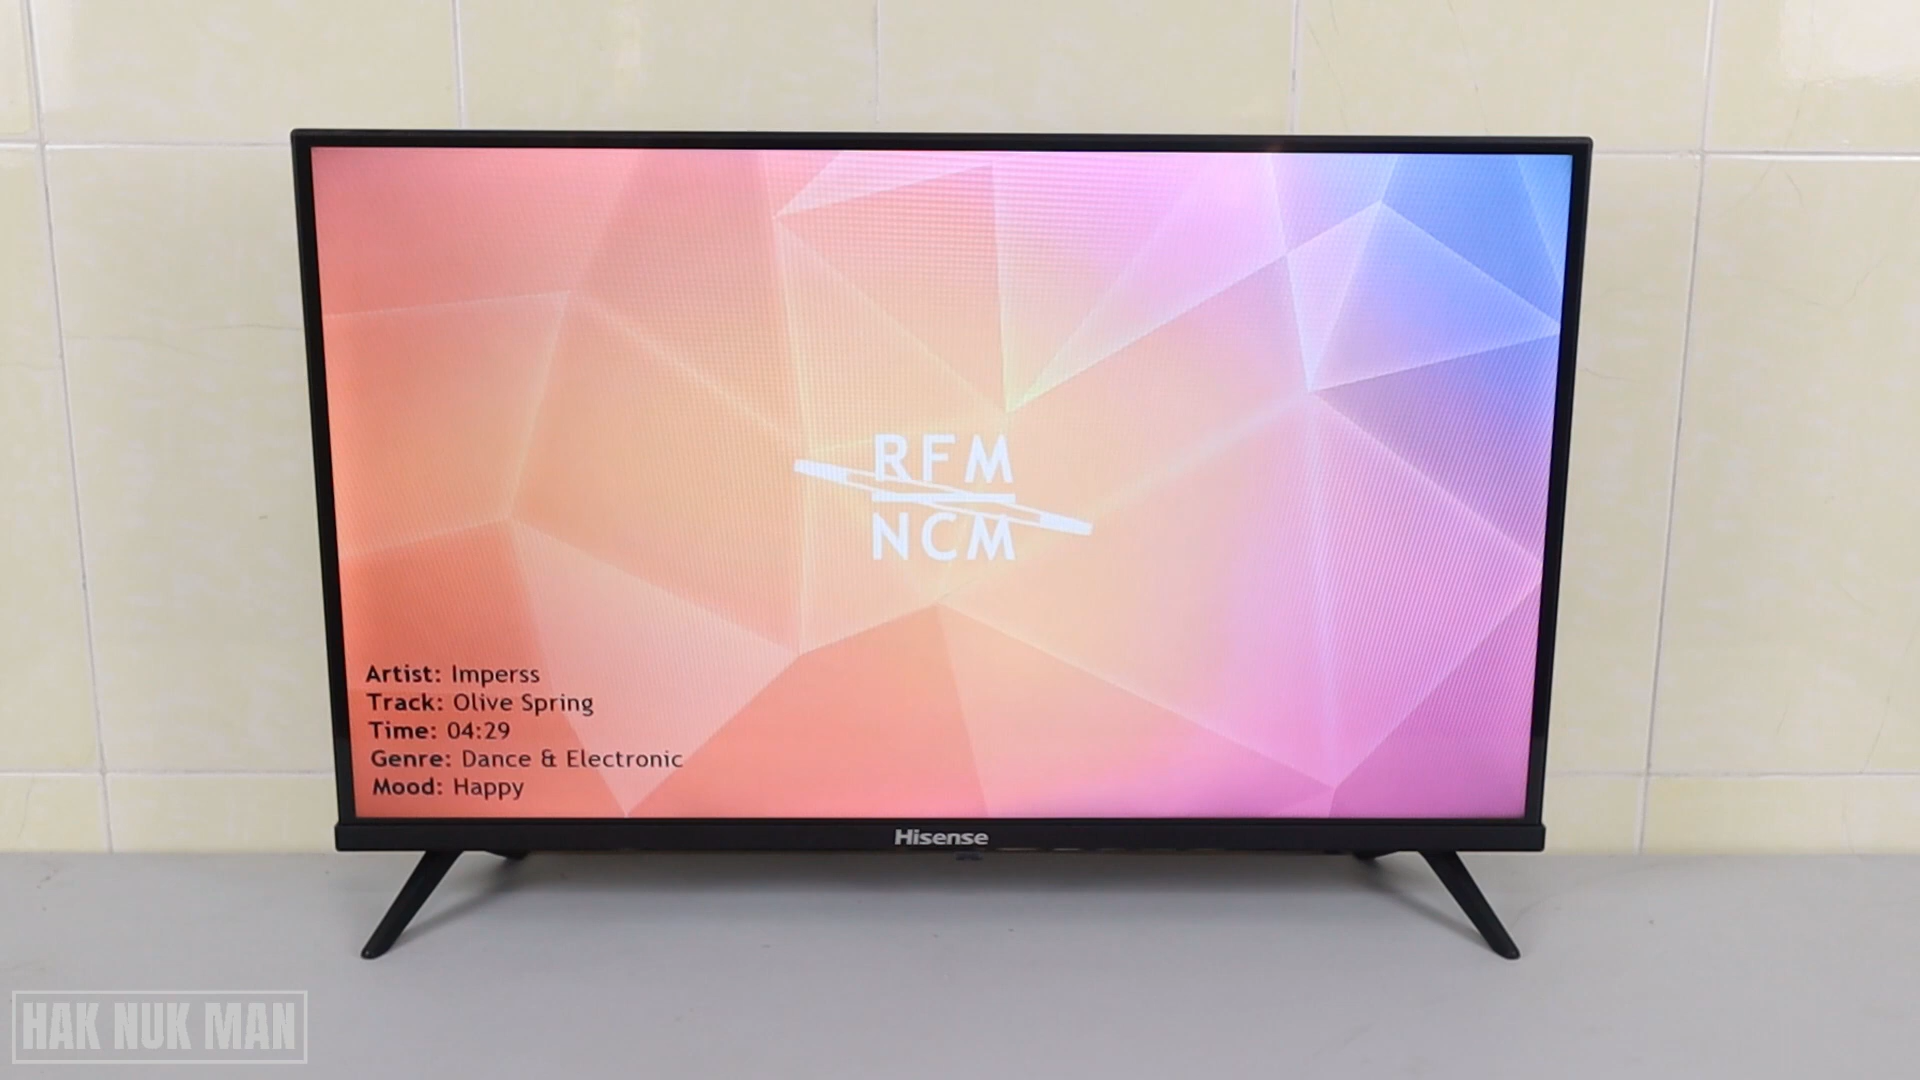 RFM
NCM
Artist: Imperss
Track: Olive Spring
Time: 04:29
Genre: Dance & Electronic
Mood: Happy
Hisense
HAK NUK MAN